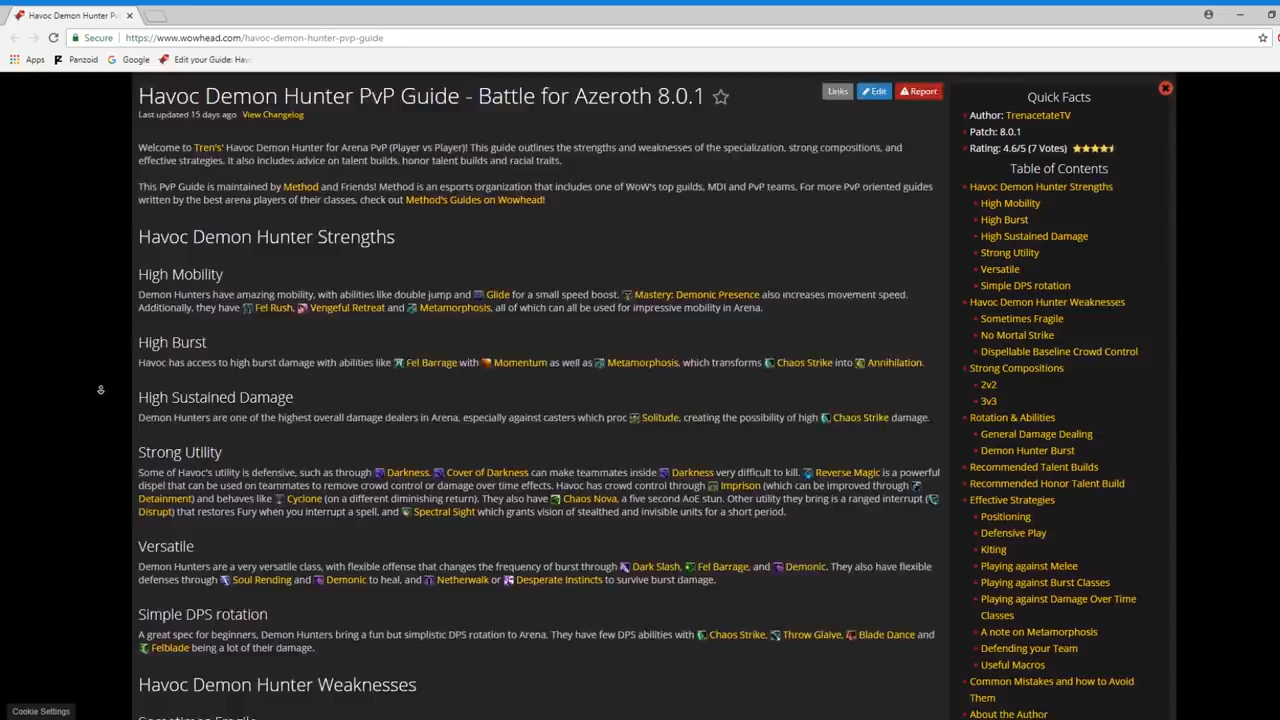 Havoc Demon Hunter Pv
Secure https://www.wowhead.com/havoc-demon-hunter-pvp-guide
Apps Panzoid Google Edit your Guide: Hav
Havoc Demon Hunter PvP Guide - Battle for Azeroth 8.0.1
Links Edit Report
Last updated 15 days ago View Changelog
Welcome to Tren's' Havoc Demon Hunter for Arena PvP (Player vs Player)! This guide outlines the strengths and weaknesses of the specialization, strong compositions, and
effective strategies. It also includes advice on talent builds, honor talent builds and racial traits.
This PvP Guide is maintained by Method and Friends! Method is an esports organization that includes one of WoW's top guilds, MDI and PvP teams. For more PvP oriented guides
written by the best arena players of their classes, check out Method's Guides on Wowhead!
Havoc Demon Hunter Strengths
High Mobility
Demon Hunters have amazing mobility, with abilities like double jump and Glide for a small speed boost. Mastery: Demonic Presence also increases movement speed.
Additionally, they have Fel Rush, Vengeful Retreat and Metamorphosis, all of which can all be used for impressive mobility in Arena.
High Burst
Havoc has access to high burst damage with abilities like Fel Barrage with Momentum as well as Metamorphosis, which transforms Chaos Strike into Annihilation.
High Sustained Damage
Demon Hunters are one of the highest overall damage dealers in Arena, especially against casters which proc Solitude, creating the possibility of high Chaos Strike damage.
Strong Utility
Some of Havoc's utility is defensive, such as through Darkness. Cover of Darkness can make teammates inside Darkness very difficult to kill. Reverse Magic is a powerful
dispel that can be used on teammates to remove crowd control or damage over time effects. Havoc has crowd control through Imprison (which can be improved through
Detainment) and behaves like Cyclone (on a different diminishing return). They also have Chaos Nova, a five second AoE stun. Other utility they bring is a ranged interrupt (
Disrupt) that restores Fury when you interrupt a spell, and Spectral Sight which grants vision of stealthed and invisible units for a short period.
Versatile
Demon Hunters are a very versatile class, with flexible offense that changes the frequency of burst through Dark Slash, Fel Barrage, and Demonic. They also have flexible
defenses through Soul Rending and Demonic to heal, and Netherwalk or Desperate Instincts to survive burst damage.
Simple DPS rotation
A great spec for beginners, Demon Hunters bring a fun but simplistic DPS rotation to Arena. They have few DPS abilities with Chaos Strike, Throw Glaive, Blade Dance and
Felblade being a lot of their damage.
Havoc Demon Hunter Weaknesses
Sometimes Fragile
Cookie Settings
Quick Facts
Author: TrenacetateTV
Patch: 8.0.1
Rating: 4.6/5 (7 Votes)
Table of Contents
Havoc Demon Hunter Strengths
High Mobility
High Burst
High Sustained Damage
Strong Utility
Versatile
Simple DPS rotation
Havoc Demon Hunter Weaknesses
Sometimes Fragile
No Mortal Strike
Dispellable Baseline Crowd Control
Strong Compositions
2v2
3v3
Rotation & Abilities
General Damage Dealing
Demon Hunter Burst
Recommended Talent Builds
Recommended Honor Talent Build
Effective Strategies
Positioning
Defensive Play
Kiting
Playing against Melee
Playing against Burst Classes
Playing against Damage Over Time
Classes
A note on Metamorphosis
Defending your Team
Useful Macros
Common Mistakes and how to Avoid
Them
About the Author